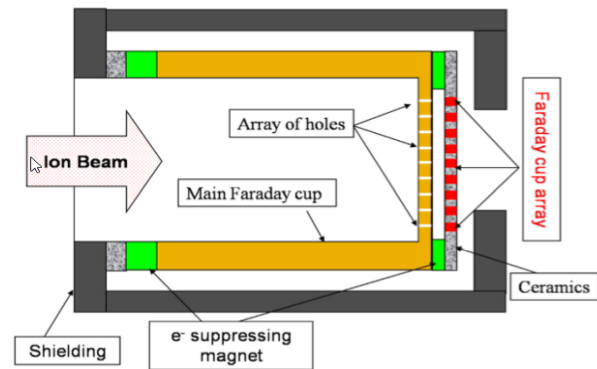 Ion Beam
Array of holes
Main Faraday cup
Faraday cup array
Ceramics
Shielding
e- suppressing
magnet